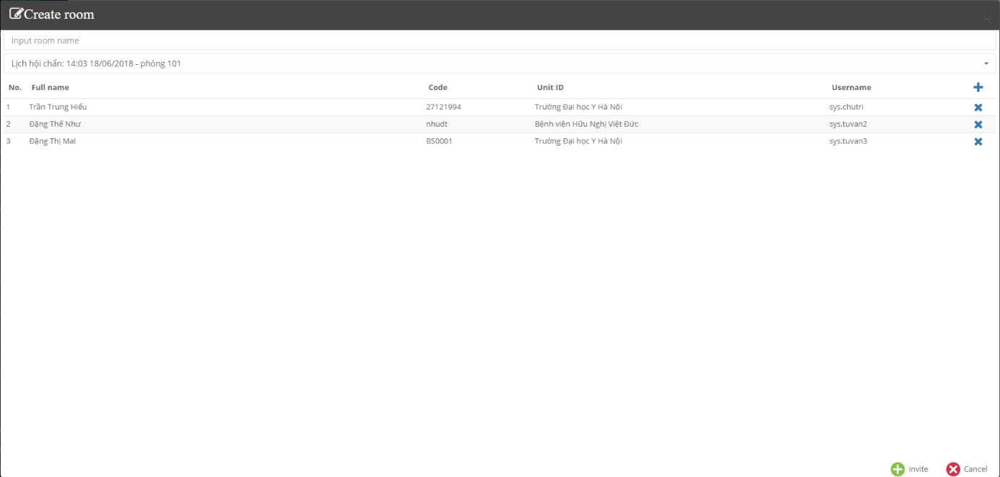 Create room
Input room name
Lịch hội chẩn: 14:03 18/06/2018 - phòng 101
No. Full name Code Unit ID Username
1 Trần Trung Hiếu 27121994 Trường Đại học Y Hà Nội sys.chutri
2 Đặng Thế Như nhudt Bệnh viện Hữu Nghị Việt Đức sys.tuvan2
3 Đặng Thị Mai BS0001 Trường Đại học Y Hà Nội sys.tuvan3
Invite Cancel